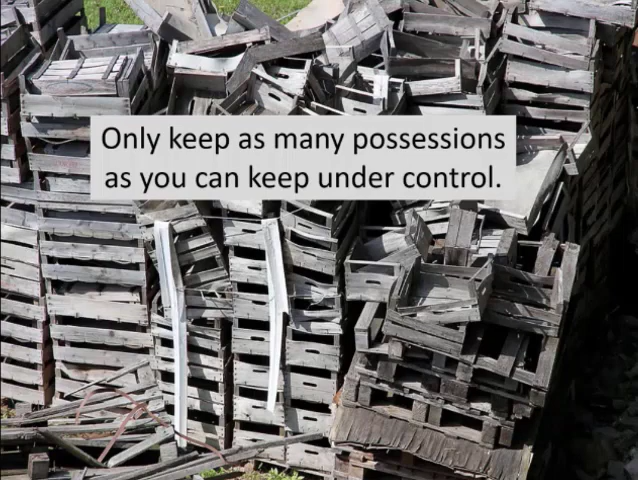 Only keep as many possessions
as you can keep under control.